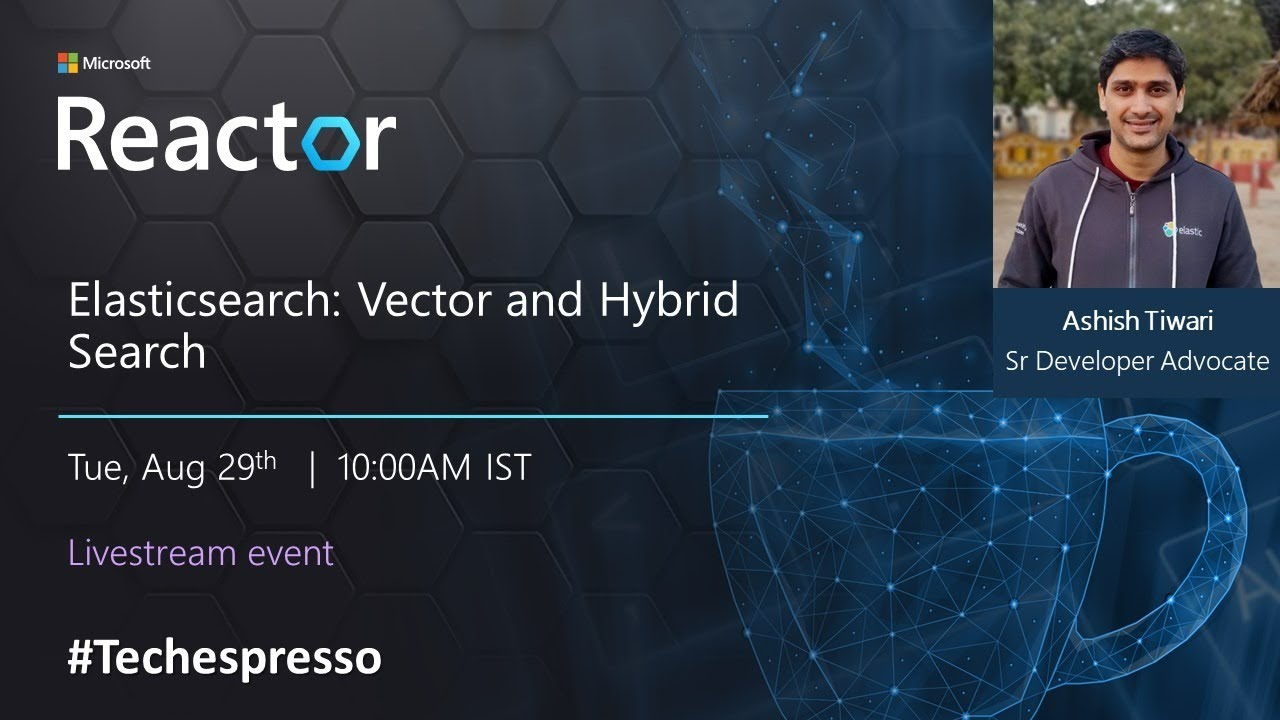 Microsoft
Reactor
Elasticsearch: Vector and Hybrid
Search
Tue, Aug 29th | 10:00AM IST
Livestream event
#Techespresso
elastic
Ashish Tiwari
Sr Developer Advocate